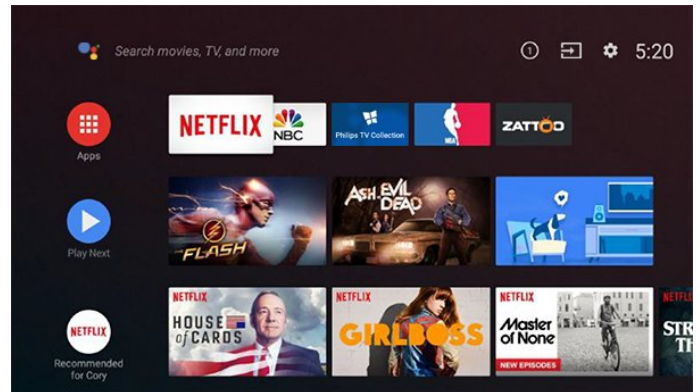 Search movies, TV, and more
1
5:20
Apps
NETFLIX
NBC
Philips TV Collection
NBA
ZATTOO
Play Next
THE FLASH
ASH VS EVIL DEAD
NETFLIX
Recommended
for Cory
NETFLIX
HOUSE
of CARDS
NETFLIX
GIRLBOSS
NETFLIX
Master
of None
NEW EPISODES
NETFLIX
STR
TH